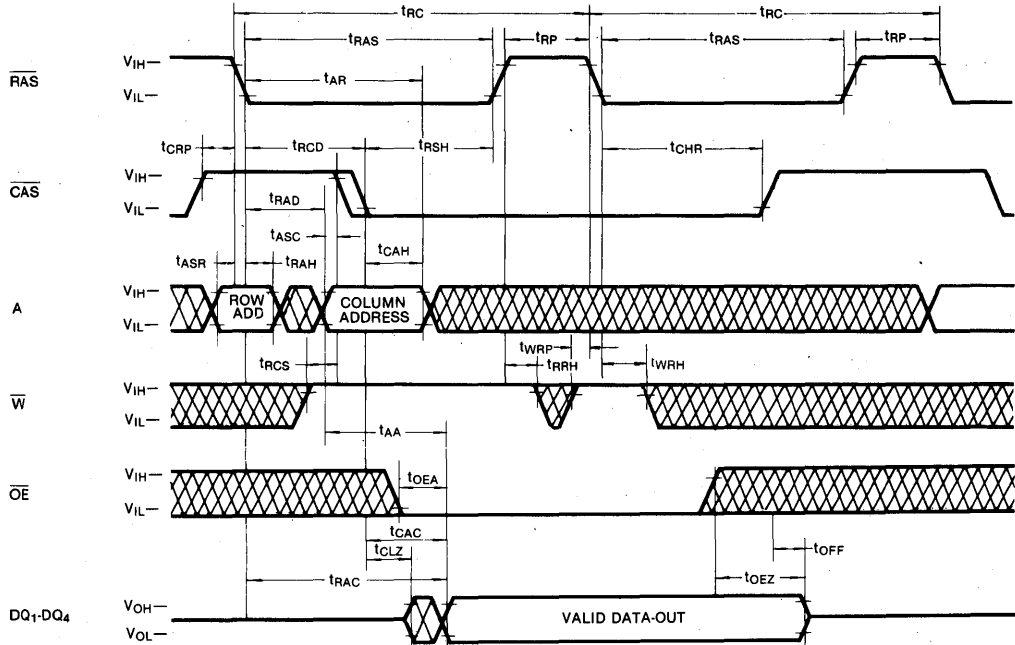 tRC tRC
tRAS tRP tRAS tRP
RAS VIH— tAR
VIL—
tCRP tRCD tRSH tCHR
CAS VIH—
VIL— tRAD
tASC
tASR tRAH tCAH
A VIH— ROW ADD COLUMN ADDRESS
VIL—
tRCS tWRP tRRH tWRH
W VIH—
VIL—
tAA
OE VIH—
VIL— tOEA
tCAC
tCLZ tOFF
tRAC tOEZ
DQ1-DQ4 VOH— VALID DATA-OUT
VOL—